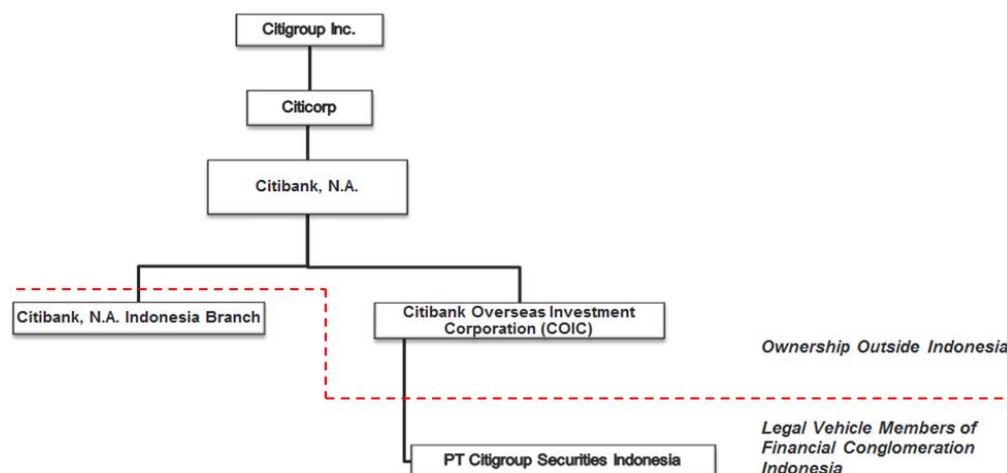 Citigroup Inc.
Citicorp
Citibank, N.A.
Citibank, N.A. Indonesia Branch
Citibank Overseas Investment
Corporation (COIC)
Ownership Outside Indonesia
Legal Vehicle Members of
Financial Conglomeration
Indonesia
PT Citigroup Securities Indonesia